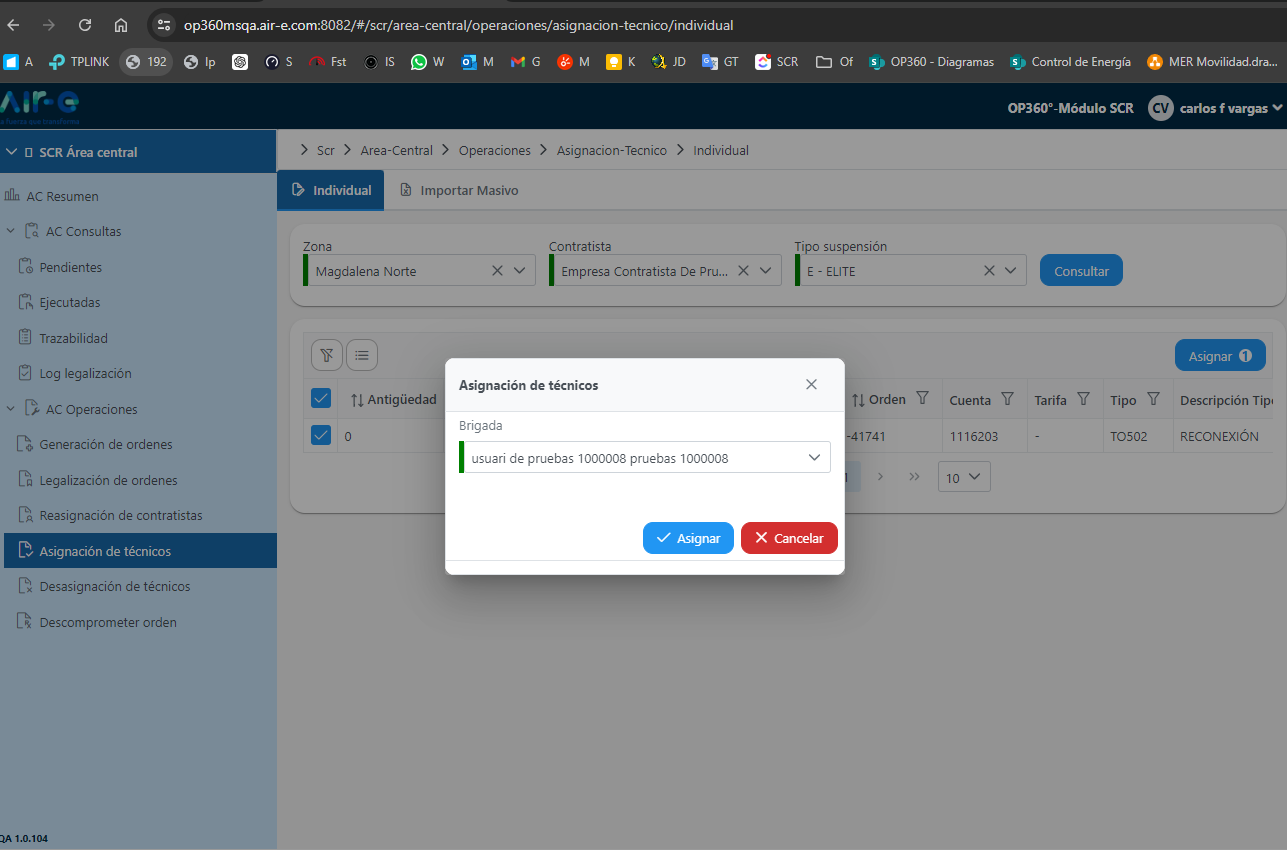 op360msqa.air-e.com:8082/#/scr/area-central/operaciones/asignacion-tecnico/individual
A TPLINK 192 Ip S Fst IS W M G M K JD GT SCR Of OP360 - Diagramas Control de Energía MER Movilidad.dra...
Air-e
la fuerza que transforma
OP360°-Módulo SCR CV carlos f vargas
SCR Área central
Scr Area-Central Operaciones Asignacion-Tecnico Individual
AC Resumen
AC Consultas
Pendientes
Ejecutadas
Trazabilidad
Log legalización
AC Operaciones
Generación de ordenes
Legalización de ordenes
Reasignación de contratistas
Asignación de técnicos
Desasignación de técnicos
Descomprometer orden
QA 1.0.104
Individual Importar Masivo
Zona Contratista Tipo suspensión
Magdalena Norte Empresa Contratista De Pru... E - ELITE Consultar
Asignar 1
Antigüedad Orden Cuenta Tarifa Tipo Descripción Tipo
0 -41741 1116203 - TO502 RECONEXIÓN
1 10
Asignación de técnicos
Brigada
usuari de pruebas 1000008 pruebas 1000008
Asignar Cancelar